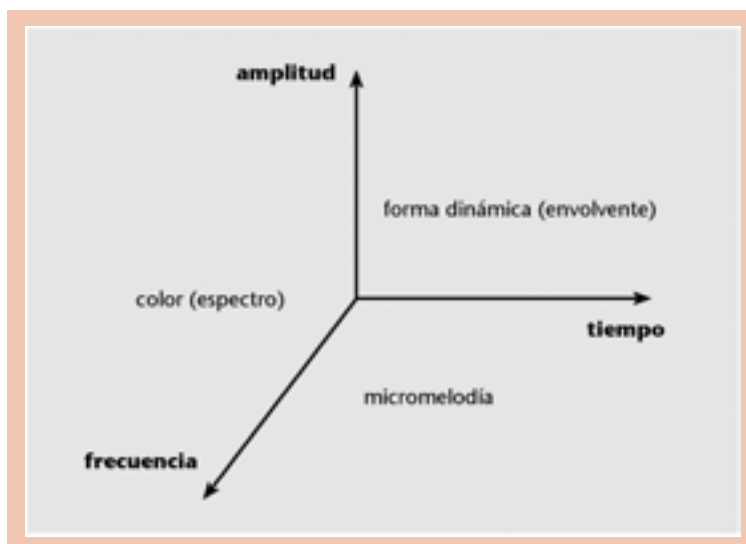 amplitud
forma dinámica (envolvente)
color (espectro)
tiempo
micromelodía
frecuencia